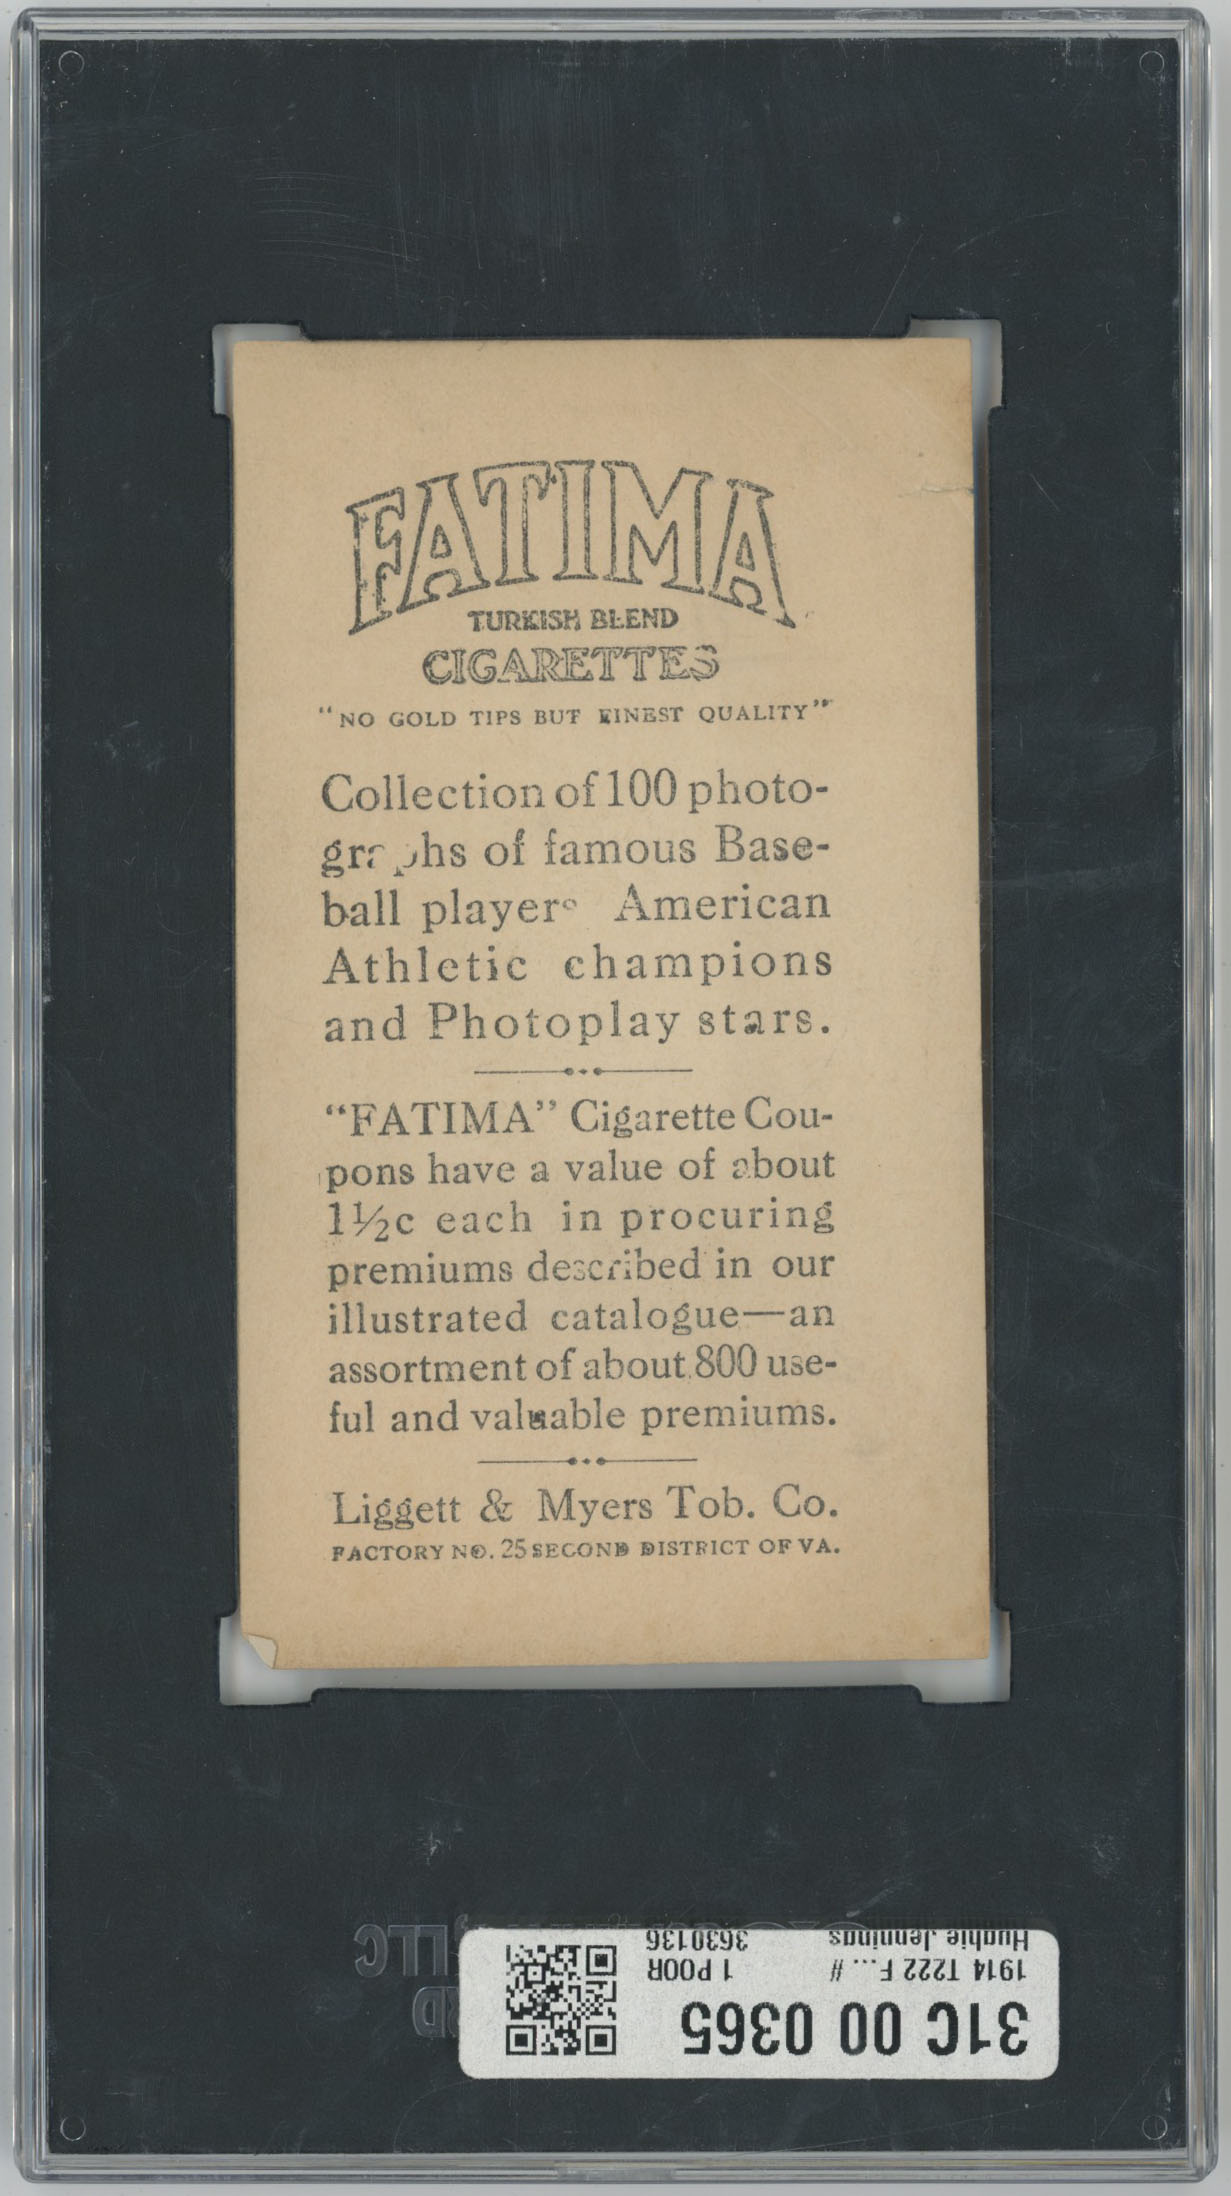 FATIMA
TURKISH BLEND
CIGARETTES
"NO GOLD TIPS BUT FINEST QUALITY"
Collection of 100 photo-
graphs of famous Base-
ball players American
Athletic champions
and Photoplay stars.
"FATIMA" Cigarette Cou-
pons have a value of about
1½c each in procuring
premiums described in our
illustrated catalogue—an
assortment of about 800 use-
ful and valuable premiums.
Liggett & Myers Tob. Co.
FACTORY NO. 25 SECOND DISTRICT OF VA.
31C 00 0365
1914 T222 F... # 1 POOR
Hughie Jennings 3630136
LLC